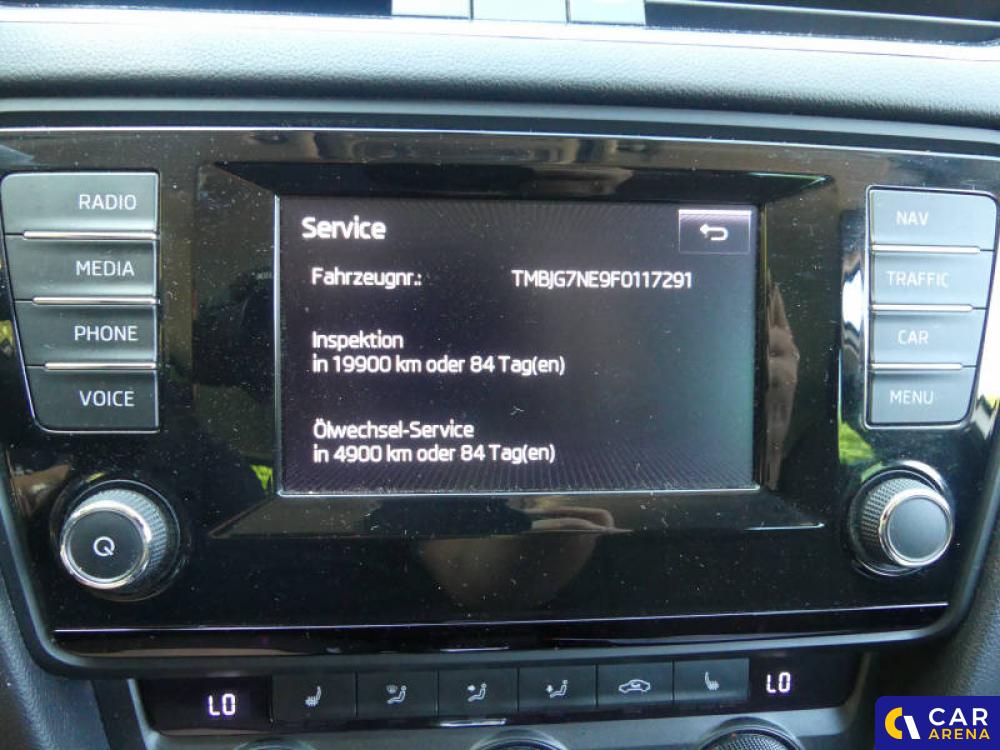 RADIO
MEDIA
PHONE
VOICE
Service
Fahrzeugnr.: TMBJG7NE9F0117291
Inspektion
in 19900 km oder 84 Tag(en)
Ölwechsel-Service
in 4900 km oder 84 Tag(en)
NAV
TRAFFIC
CAR
MENU
LO
LO
CAR
ARENA